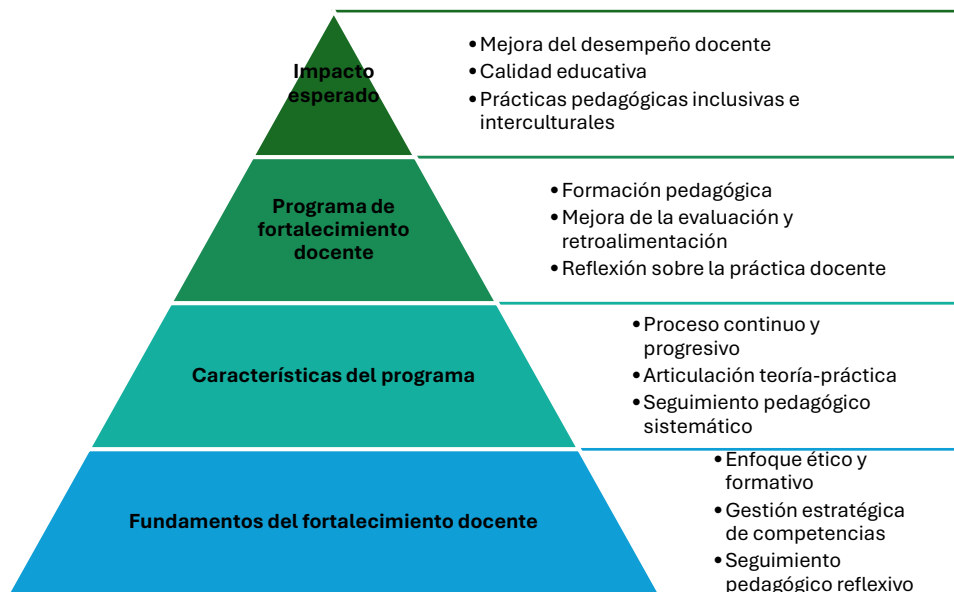 Impacto
esperado
• Mejora del desempeño docente
• Calidad educativa
• Prácticas pedagógicas inclusivas e
interculturales
Programa de
fortalecimiento
docente
• Formación pedagógica
• Mejora de la evaluación y
retroalimentación
• Reflexión sobre la práctica docente
Características del programa
• Proceso continuo y
progresivo
• Articulación teoría-práctica
• Seguimiento pedagógico
sistemático
Fundamentos del fortalecimiento docente
• Enfoque ético y
formativo
• Gestión estratégica
de competencias
• Seguimiento
pedagógico reflexivo